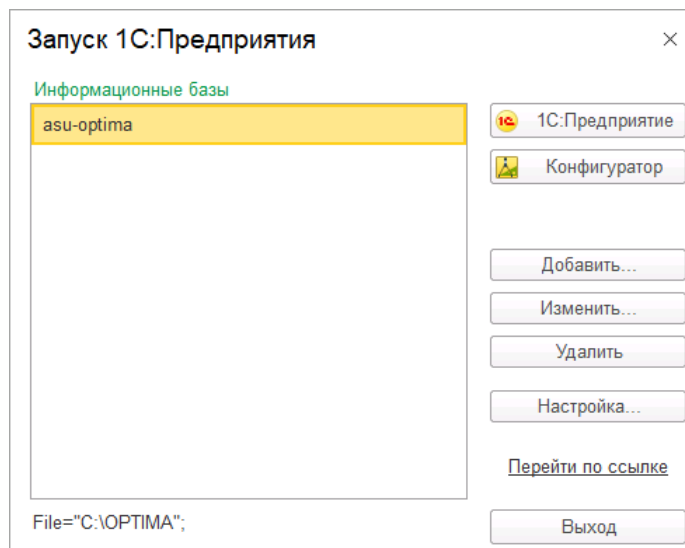 Запуск 1С:Предприятия
Информационные базы
asu-optima
1С:Предприятие
Конфигуратор
Добавить...
Изменить...
Удалить
Настройка...
Перейти по ссылке
File="C:\OPTIMA";
Выход